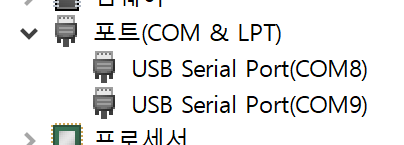 포트(COM & LPT)
USB Serial Port(COM8)
USB Serial Port(COM9)
프로세서